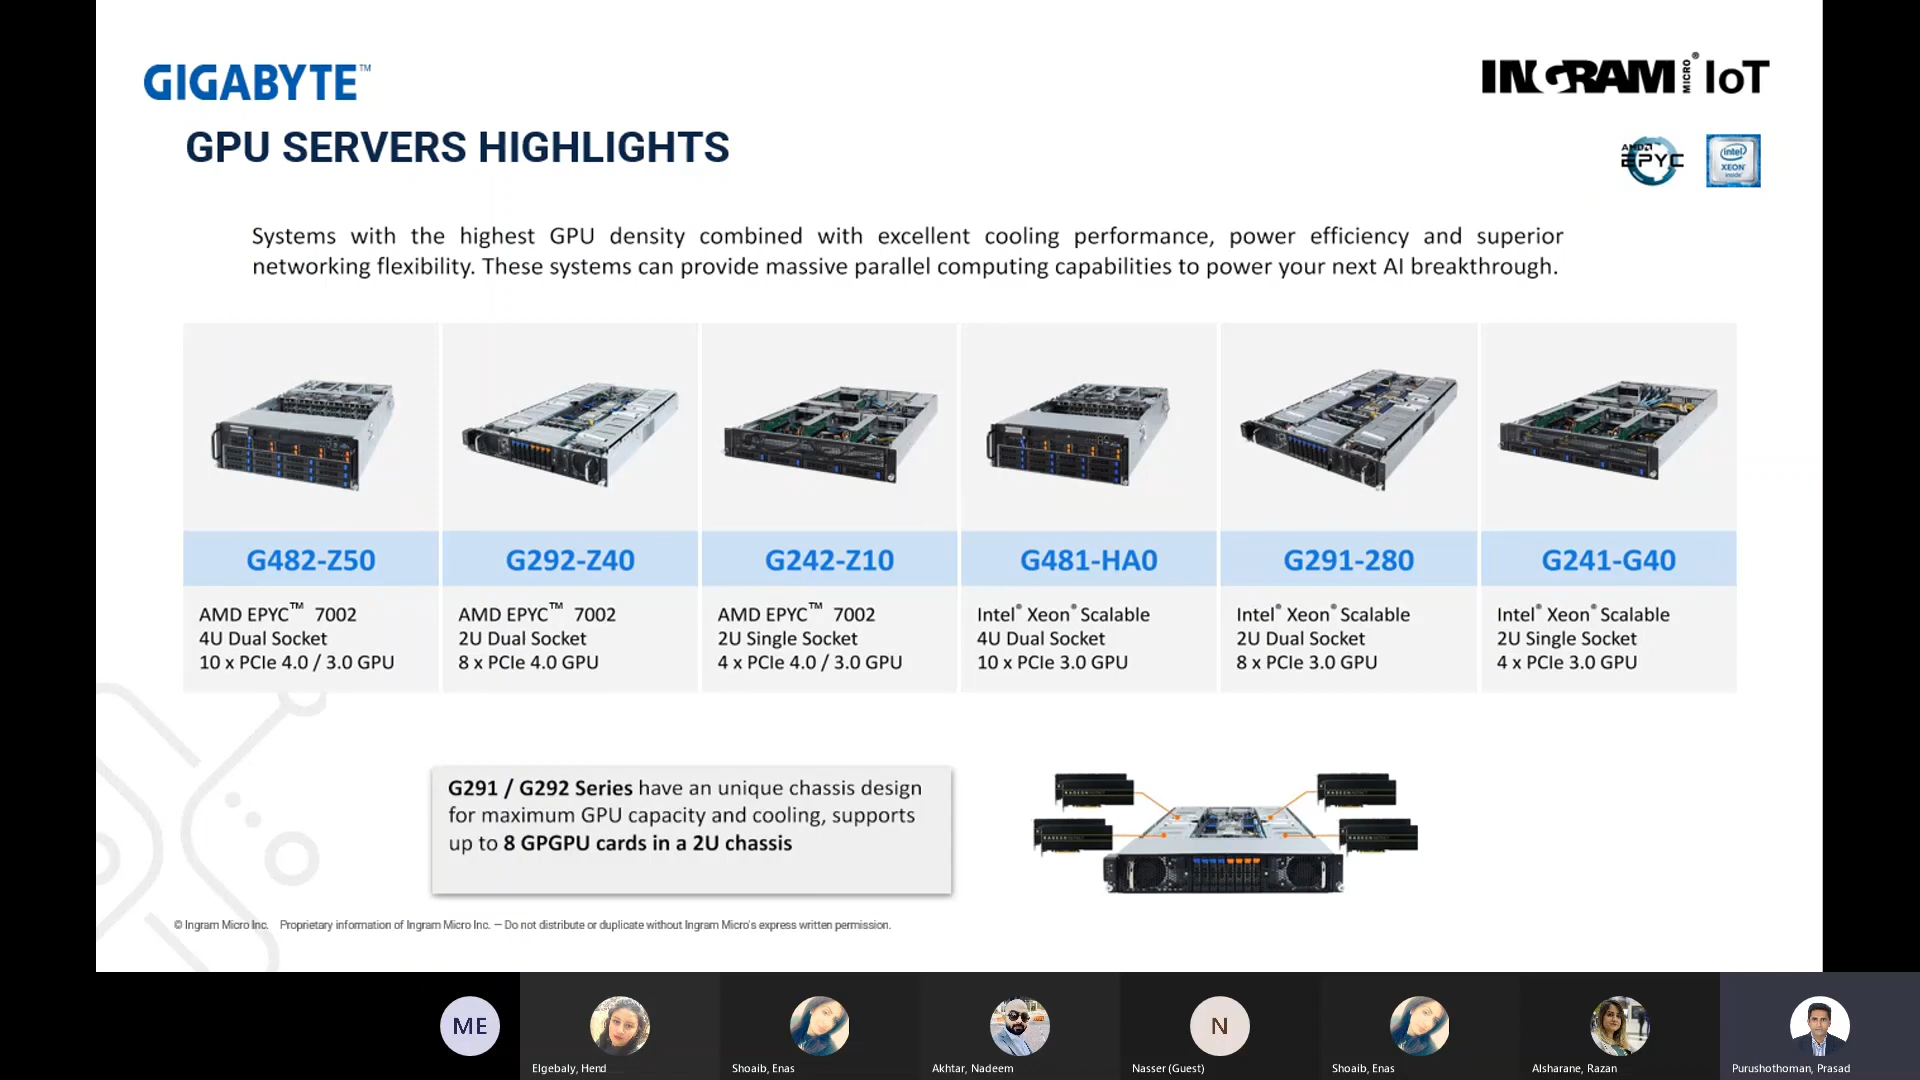 GIGABYTE™
INGRAM MICRO® IoT
GPU SERVERS HIGHLIGHTS
AMD EPYC
intel XEON inside
Systems with the highest GPU density combined with excellent cooling performance, power efficiency and superior
networking flexibility. These systems can provide massive parallel computing capabilities to power your next AI breakthrough.
G482-Z50
G292-Z40
G242-Z10
G481-HA0
G291-280
G241-G40
AMD EPYC™ 7002
4U Dual Socket
10 x PCIe 4.0 / 3.0 GPU
AMD EPYC™ 7002
2U Dual Socket
8 x PCIe 4.0 GPU
AMD EPYC™ 7002
2U Single Socket
4 x PCIe 4.0 / 3.0 GPU
Intel® Xeon® Scalable
4U Dual Socket
10 x PCIe 3.0 GPU
Intel® Xeon® Scalable
2U Dual Socket
8 x PCIe 3.0 GPU
Intel® Xeon® Scalable
2U Single Socket
4 x PCIe 3.0 GPU
G291 / G292 Series have an unique chassis design
for maximum GPU capacity and cooling, supports
up to 8 GPGPU cards in a 2U chassis
© Ingram Micro Inc. Proprietary information of Ingram Micro Inc. — Do not distribute or duplicate without Ingram Micro's express written permission.
ME
N
Elgebaly, Hend
Shoaib, Enas
Akhtar, Nadeem
Nasser (Guest)
Shoaib, Enas
Alsharane, Razan
Purushothoman, Prasad